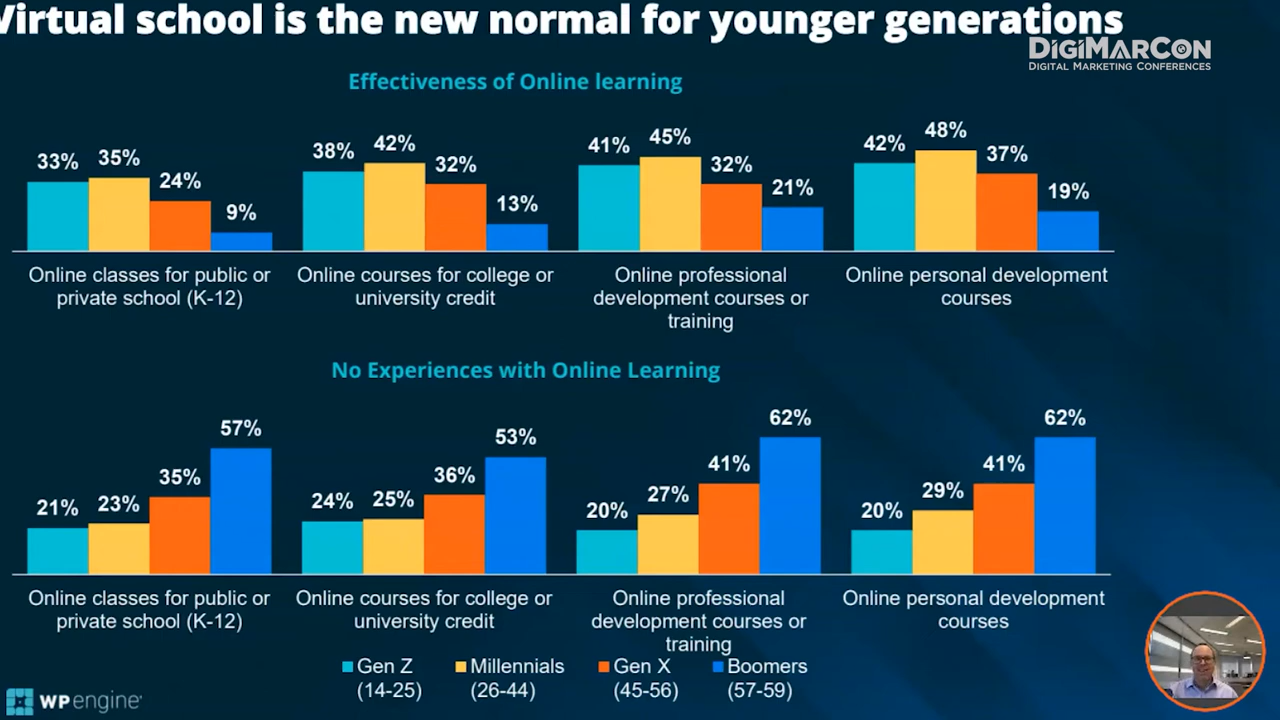 Virtual school is the new normal for younger generations
DIGIMARCON
DIGITAL MARKETING CONFERENCES
Effectiveness of Online learning
33% 35% 24% 9%
38% 42% 32% 13%
41% 45% 32% 21%
42% 48% 37% 19%
Online classes for public or
private school (K-12)
Online courses for college or
university credit
Online professional
development courses or
training
Online personal development
courses
No Experiences with Online Learning
21% 23% 35% 57%
24% 25% 36% 53%
20% 27% 41% 62%
20% 29% 41% 62%
Online classes for public or
private school (K-12)
Online courses for college or
university credit
Online professional
development courses or
training
Online personal development
courses
Gen Z
(14-25)
Millennials
(26-44)
Gen X
(45-56)
Boomers
(57-59)
WP engine